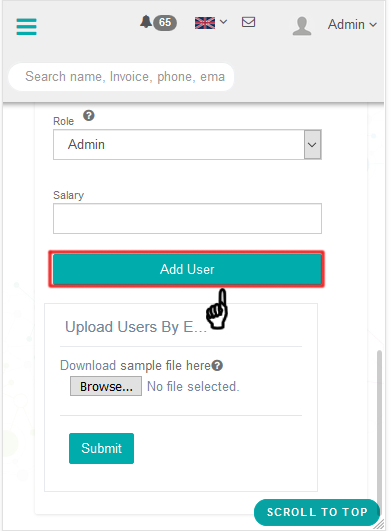 65
Admin
Search name, Invoice, phone, ema
Role ?
Admin
Salary
Add User
Upload Users By E...
Download sample file here ?
Browse... No file selected.
Submit
SCROLL TO TOP